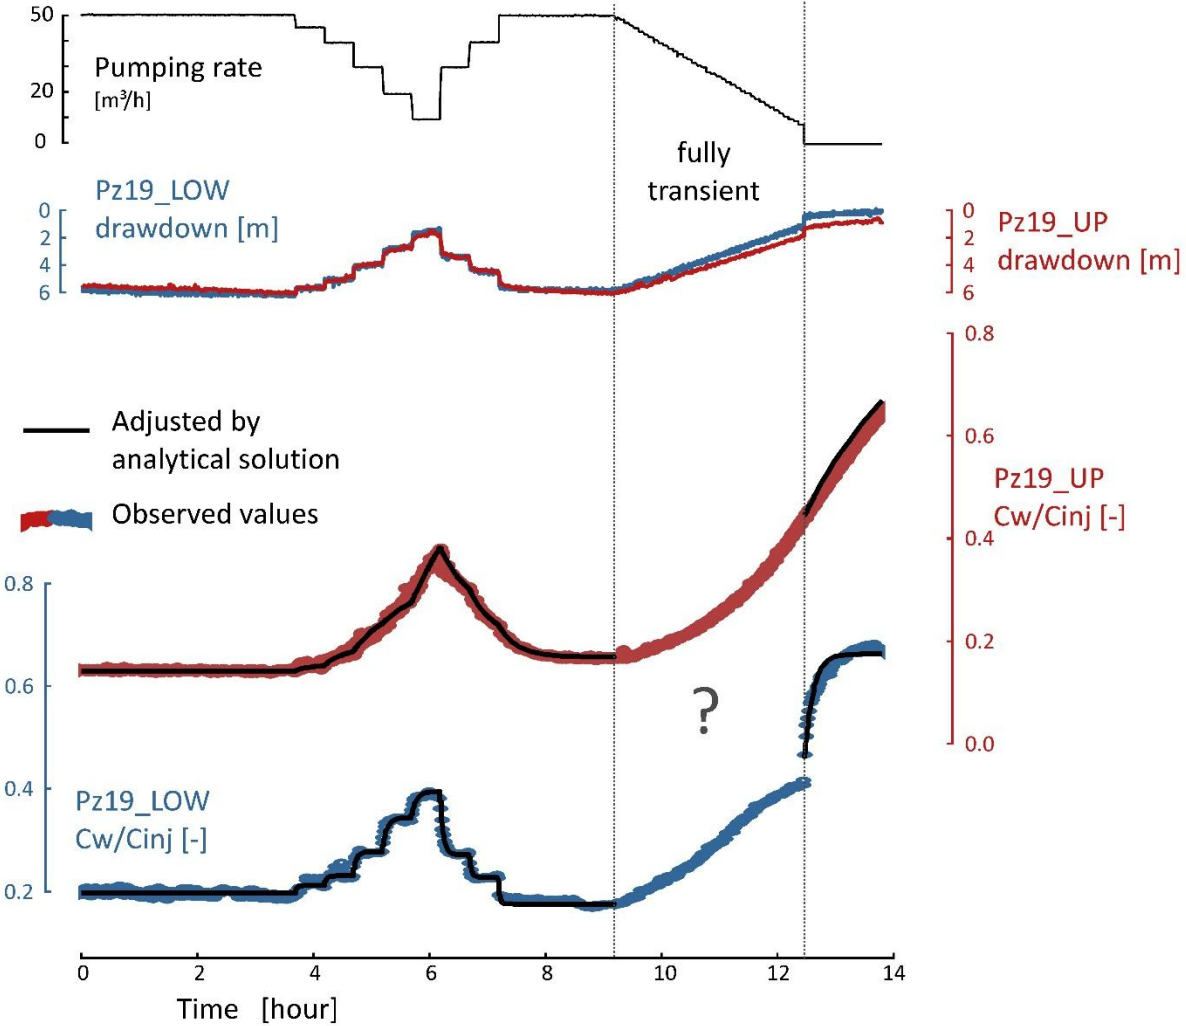 50
Pumping rate
[m³/h]
20
0
fully
transient
Pz19_LOW
drawdown [m]
0
2
4
6
0
2
4
6
Pz19_UP
drawdown [m]
0.8
0.6
0.4
0.2
0.0
Pz19_UP
Cw/Cinj [-]
Adjusted by
analytical solution
Observed values
?
0.8
0.6
0.4
0.2
Pz19_LOW
Cw/Cinj [-]
0 2 4 6 8 10 12 14
Time [hour]